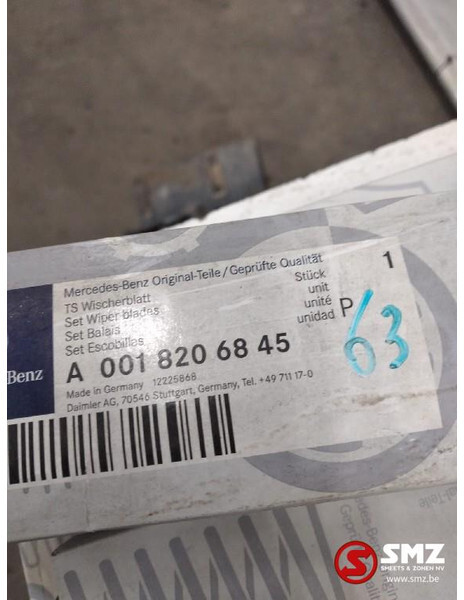 Mercedes-Benz Original-Teile/Geprüfte Qualität
TS Wischerblatt
Set Wiper blades
Set Balais
Set Escobillas
Stück
unit
unité
unidad
P
1
63
Benz
A 001 820 68 45
Made in Germany 12225868
Daimler AG, 70546 Stuttgart, Germany, Tel. +49 711 17-0
SMZ
SMEETS & ZONEN NV
www.smz.be